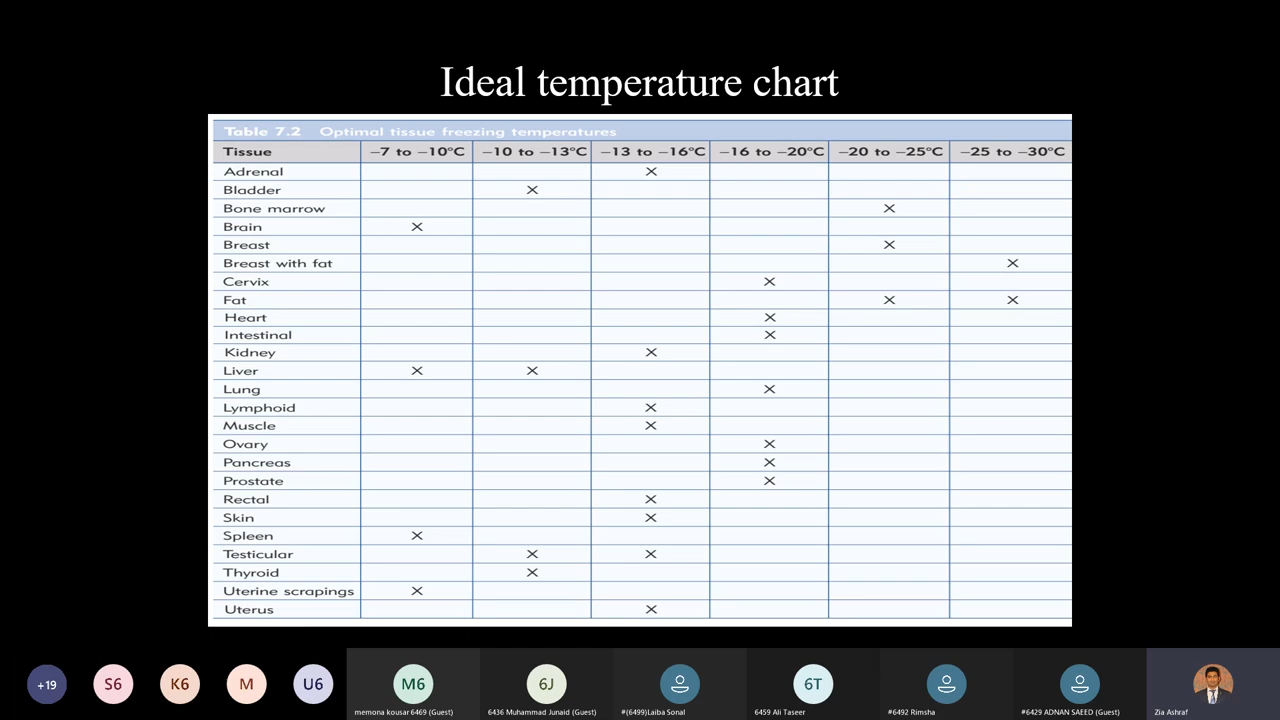 Ideal temperature chart
Table 7.2 Optimal tissue freezing temperatures
Tissue −7 to −10°C −10 to −13°C −13 to −16°C −16 to −20°C −20 to −25°C −25 to −30°C
Adrenal ×
Bladder ×
Bone marrow ×
Brain ×
Breast ×
Breast with fat ×
Cervix ×
Fat × ×
Heart ×
Intestinal ×
Kidney ×
Liver × ×
Lung ×
Lymphoid ×
Muscle ×
Ovary ×
Pancreas ×
Prostate ×
Rectal ×
Skin ×
Spleen ×
Testicular × ×
Thyroid ×
Uterine scrapings ×
Uterus ×
+19 S6 K6 M U6 M6 6J 6T
memona kousar 6469 (Guest) 6436 Muhammad Junaid (Guest) #(6499)Laiba Sonal 6459 Ali Taseer #6492 Rimsha #6429 ADNAN SAEED (Guest) Zia Ashraf